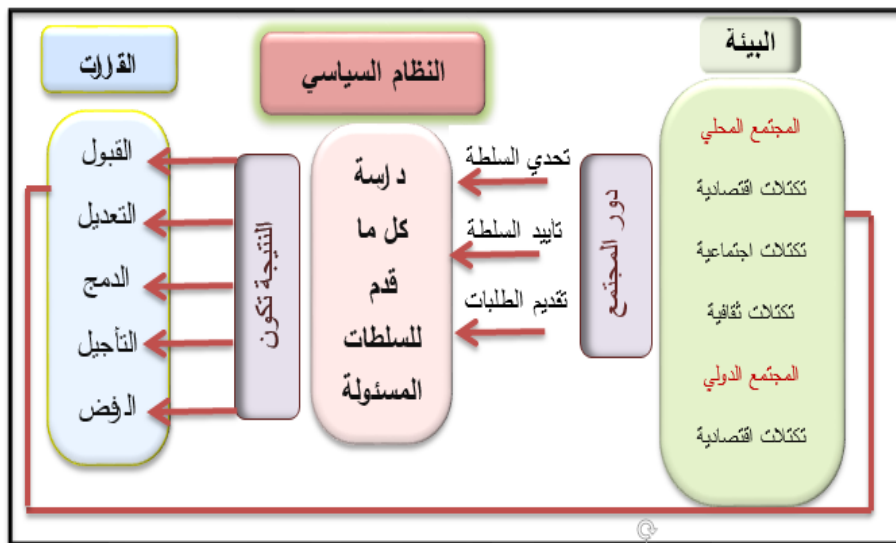 البيئة
المجتمع المحلي
تكتلات اقتصادية
تكتلات اجتماعية
تكتلات ثقافية
المجتمع الدولي
تكتلات اقتصادية
دور المجتمع
تحدي السلطة
تأييد السلطة
تقديم الطلبات
النظام السياسي
دراسة
كل ما
قدم
للسلطات
المسئولة
النتيجة تكون
القرارات
القبول
التعديل
الدمج
التأجيل
الرفض